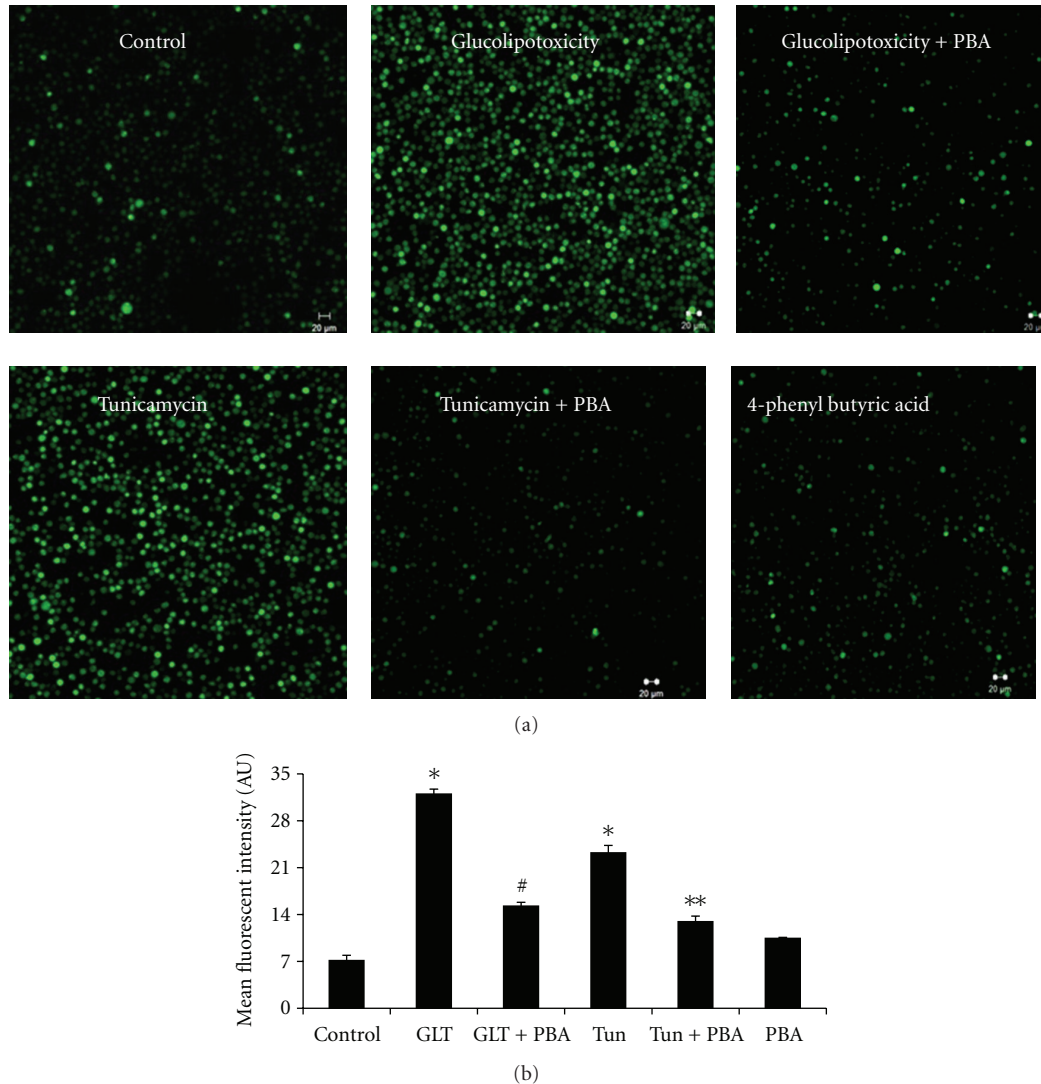 Control
Glucolipotoxicity
Glucolipotoxicity + PBA
20 µm
20 µm
20 µm
Tunicamycin
Tunicamycin + PBA
4-phenyl butyric acid
20 µm
20 µm
(a)
Mean fluorescent intensity (AU)
35
28
21
14
7
0
*
#
*
**
Control GLT GLT + PBA Tun Tun + PBA PBA
(b)